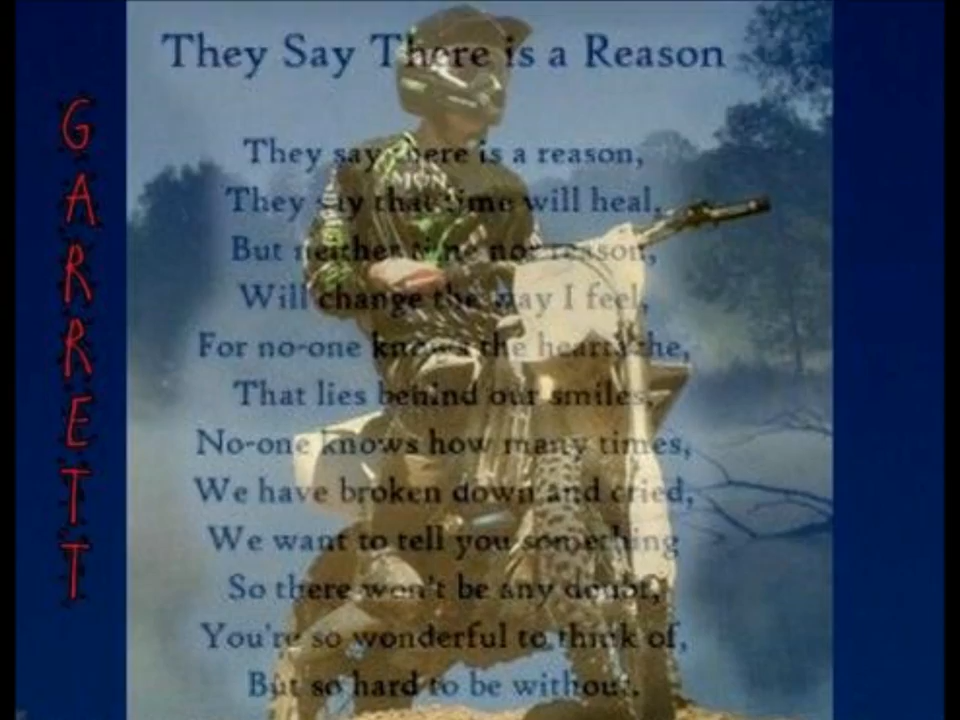 They Say There is a Reason
GARRETT
They say there is a reason,
They say that time will heal,
But neither time nor reason,
Will change the way I feel,
For no-one knows the heartache,
That lies behind our smiles,
No-one knows how many times,
We have broken down and cried,
We want to tell you something
So there won't be any doubt,
You're so wonderful to think of,
But so hard to be without.
MON